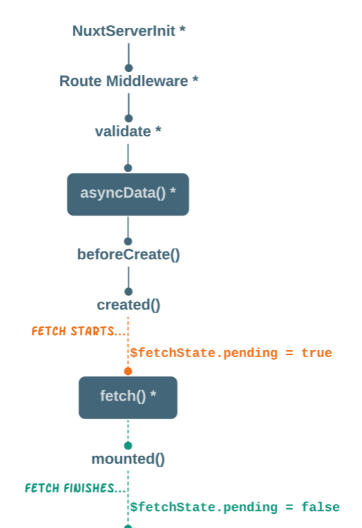 NuxtServerInit *
Route Middleware *
validate *
asyncData() *
beforeCreate()
created()
FETCH STARTS...
$fetchState.pending = true
fetch() *
mounted()
FETCH FINISHES...
$fetchState.pending = false